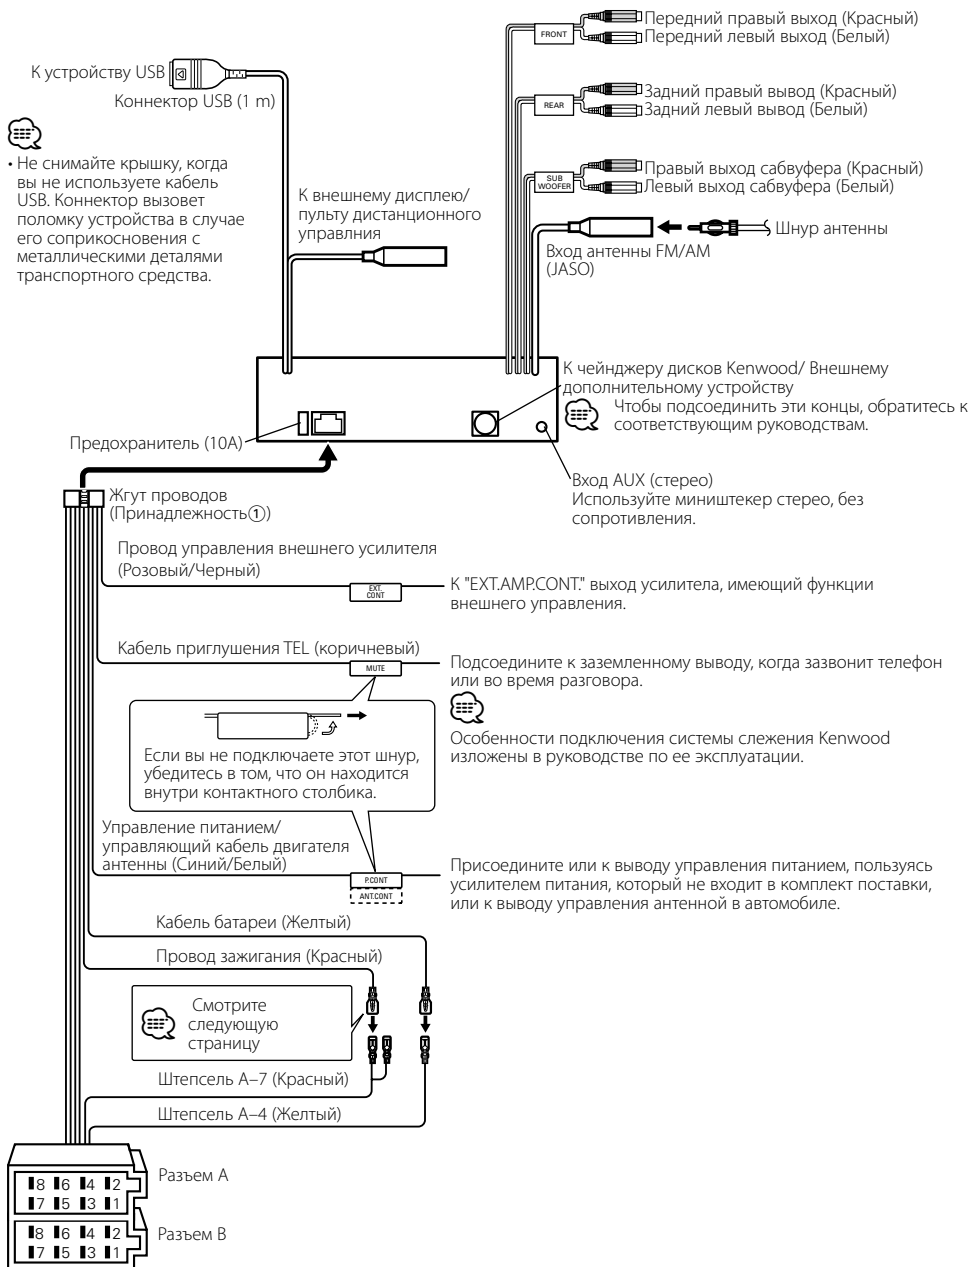 FRONT
Передний правый выход (Красный)
Передний левый выход (Белый)
К устройству USB
Коннектор USB (1 m)
REAR
Задний правый вывод (Красный)
Задний левый вывод (Белый)
• Не снимайте крышку, когда
вы не используете кабель
USB. Коннектор вызовет
поломку устройства в случае
его соприкосновения с
металлическими деталями
транспортного средства.
К внешнему дисплею/
пульту дистанционного
управлния
SUB
WOOFER
Правый выход сабвуфера (Красный)
Левый выход сабвуфера (Белый)
Шнур антенны
Вход антенны FM/AM
(JASO)
К чейнджеру дисков Kenwood/ Внешнему
дополнительному устройству
Чтобы подсоединить эти концы, обратитесь к
соответствующим руководствам.
Предохранитель (10A)
Вход AUX (стерео)
Используйте миништекер стерео, без
сопротивления.
Жгут проводов
(Принадлежность①)
Провод управления внешнего усилителя
(Розовый/Черный)
EXT.
CONT
К "EXT.AMP.CONT." выход усилителя, имеющий функции
внешнего управления.
Кабель приглушения TEL (коричневый)
MUTE
Подсоедините к заземленному выводу, когда зазвонит телефон
или во время разговора.
Особенности подключения системы слежения Kenwood
изложены в руководстве по ее эксплуатации.
Если вы не подключаете этот шнур,
убедитесь в том, что он находится
внутри контактного столбика.
Управление питанием/
управляющий кабель двигателя
антенны (Синий/Белый)
P.CONT
ANT.CONT
Присоедините или к выводу управления питанием, пользуясь
усилителем питания, который не входит в комплект поставки,
или к выводу управления антенной в автомобиле.
Кабель батареи (Желтый)
Провод зажигания (Красный)
Смотрите
следующую
страницу
Штепсель A–7 (Красный)
Штепсель A–4 (Желтый)
Разъем A
8 6 4 2
7 5 3 1
Разъем B
8 6 4 2
7 5 3 1